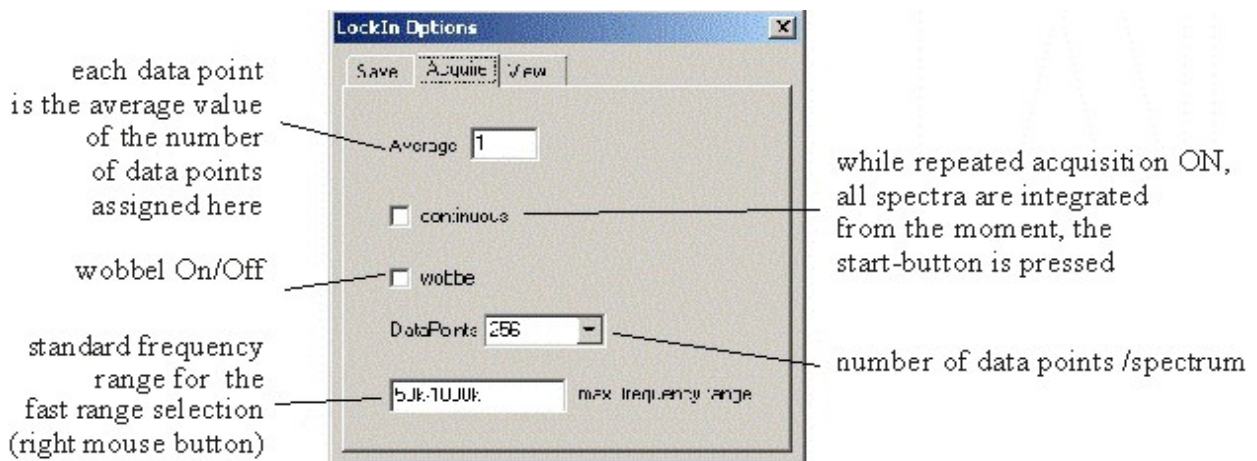 LockIn Options
Save Acquire View
each data point
is the average value
of the number
of data points
assigned here
Average 1
continuous
while repeated acquisition ON,
all spectra are integrated
from the moment, the
start-button is pressed
wobbel On/Off
wobbe
DataPoints 256
number of data points /spectrum
standard frequency
range for the
fast range selection
(right mouse button)
max. frequency range